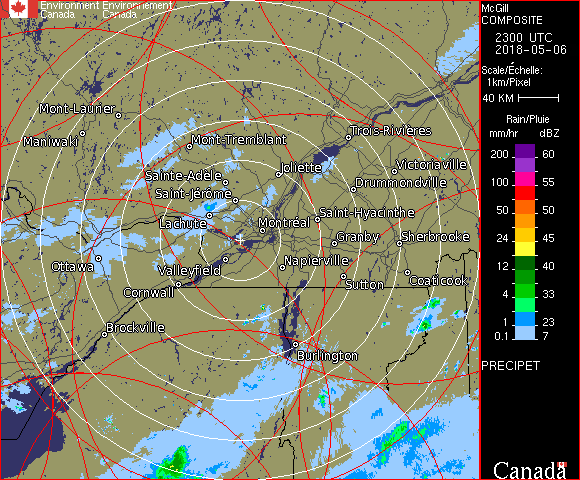 Environment Environnement
Canada Canada
McGill
COMPOSITE
2300 UTC
2018-05-06
Scale/Échelle:
1km/Pixel
40 KM
Rain/Pluie
mm/hr dBZ
200 60
100 55
50 50
24 45
12 40
4 33
1 23
0.1 7
PRECIPET
Canada
Mont-Laurier
Maniwaki
Mont-Tremblant
Trois-Rivières
Sainte-Adèle
Joliette
Victoriaville
Drummondville
Saint-Jérôme
Lachute
Saint-Hyacinthe
Montréal
Granby
Sherbrooke
Ottawa
Valleyfield
Napierville
Cornwall
Sutton
Coaticook
Brockville
Burlington